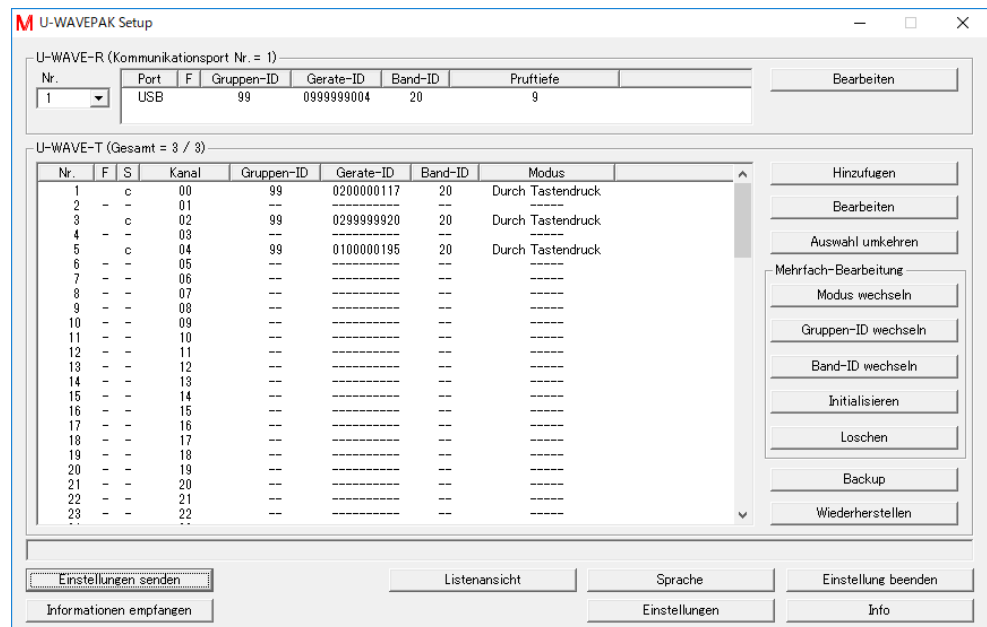 U-WAVEPAK Setup
U-WAVE-R (Kommunikationsport Nr. = 1)
Nr.
1
Port F Gruppen-ID Gerate-ID Band-ID Pruftiefe
USB 99 0999999004 20 9
Bearbeiten
U-WAVE-T (Gesamt = 3 / 3)
Nr. F S Kanal Gruppen-ID Gerate-ID Band-ID Modus
1 c 00 99 0200000117 20 Durch Tastendruck
2 - - 01 -- ---------- -- -----
3 c 02 99 0299999920 20 Durch Tastendruck
4 - - 03 -- ---------- -- -----
5 c 04 99 0100000195 20 Durch Tastendruck
6 - - 05 -- ---------- -- -----
7 - - 06 -- ---------- -- -----
8 - - 07 -- ---------- -- -----
9 - - 08 -- ---------- -- -----
10 - - 09 -- ---------- -- -----
11 - - 10 -- ---------- -- -----
12 - - 11 -- ---------- -- -----
13 - - 12 -- ---------- -- -----
14 - - 13 -- ---------- -- -----
15 - - 14 -- ---------- -- -----
16 - - 15 -- ---------- -- -----
17 - - 16 -- ---------- -- -----
18 - - 17 -- ---------- -- -----
19 - - 18 -- ---------- -- -----
20 - - 19 -- ---------- -- -----
21 - - 20 -- ---------- -- -----
22 - - 21 -- ---------- -- -----
23 - - 22 -- ---------- -- -----
Hinzufugen
Bearbeiten
Auswahl umkehren
Mehrfach-Bearbeitung
Modus wechseln
Gruppen-ID wechseln
Band-ID wechseln
Initialisieren
Loschen
Backup
Wiederherstellen
Einstellungen senden
Listenansicht
Sprache
Einstellung beenden
Informationen empfangen
Einstellungen
Info